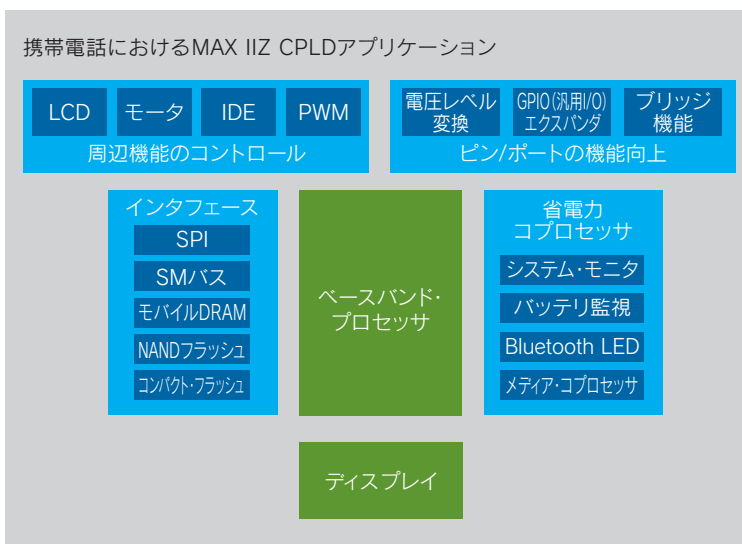 携帯電話におけるMAX IIZ CPLDアプリケーション
LCD
モータ
IDE
PWM
周辺機能のコントロール
電圧レベル
変換
GPIO(汎用I/O)
エクスパンダ
ブリッジ
機能
ピン/ポートの機能向上
インタフェース
SPI
SMバス
モバイルDRAM
NANDフラッシュ
コンパクト・フラッシュ
ベースバンド・
プロセッサ
省電力
コプロセッサ
システム・モニタ
バッテリ監視
Bluetooth LED
メディア・コプロセッサ
ディスプレイ